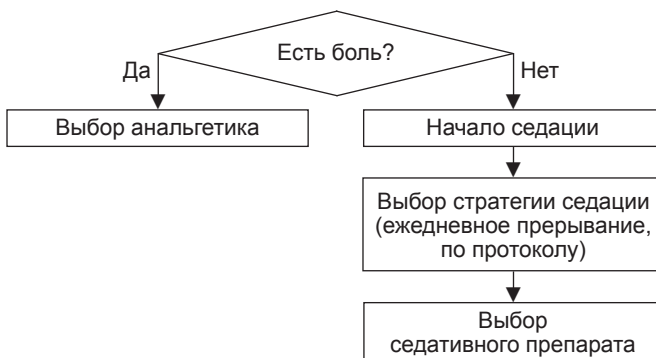 Есть боль?
Да
Нет
Выбор анальгетика
Начало седации
Выбор стратегии седации
(ежедневное прерывание,
по протоколу)
Выбор
седативного препарата